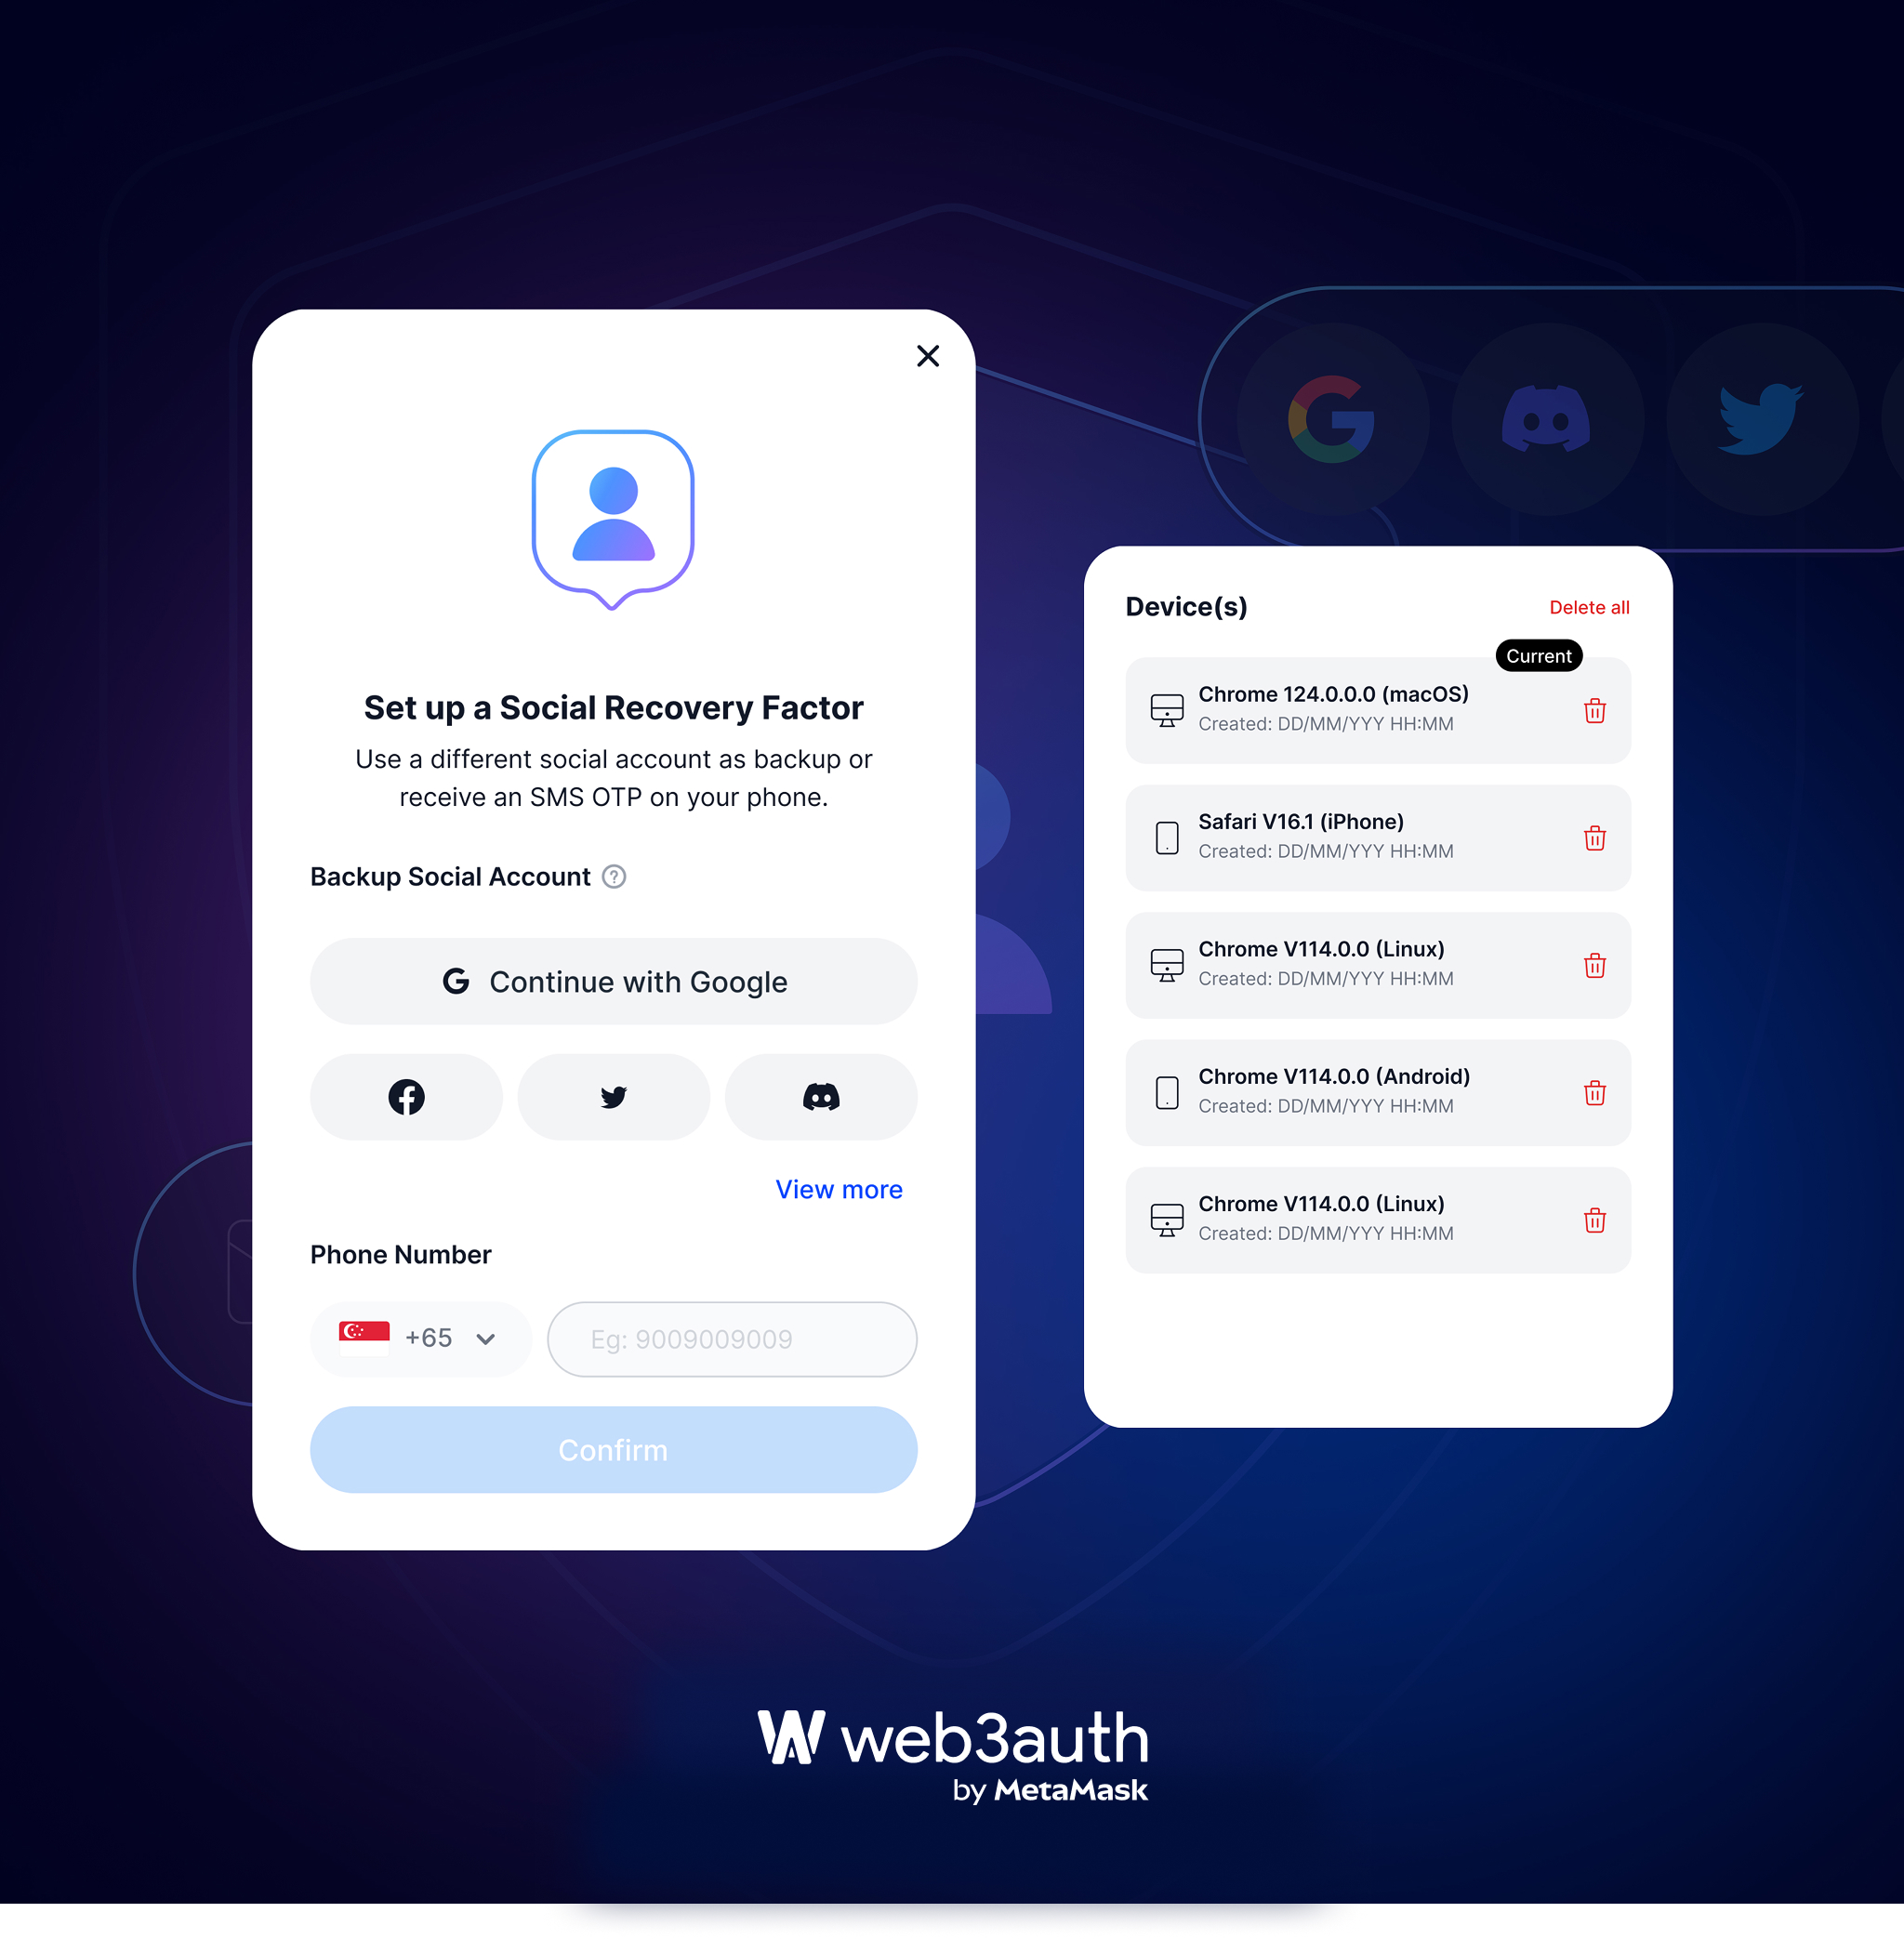 Set up a Social Recovery Factor
Use a different social account as backup or
receive an SMS OTP on your phone.
Backup Social Account ?
Continue with Google
View more
Phone Number
+65
Eg: 9009009009
Confirm
Device(s)
Delete all
Current
Chrome 124.0.0.0 (macOS)
Created: DD/MM/YYY HH:MM
Safari V16.1 (iPhone)
Created: DD/MM/YYY HH:MM
Chrome V114.0.0 (Linux)
Created: DD/MM/YYY HH:MM
Chrome V114.0.0 (Android)
Created: DD/MM/YYY HH:MM
Chrome V114.0.0 (Linux)
Created: DD/MM/YYY HH:MM
web3auth
by MetaMask